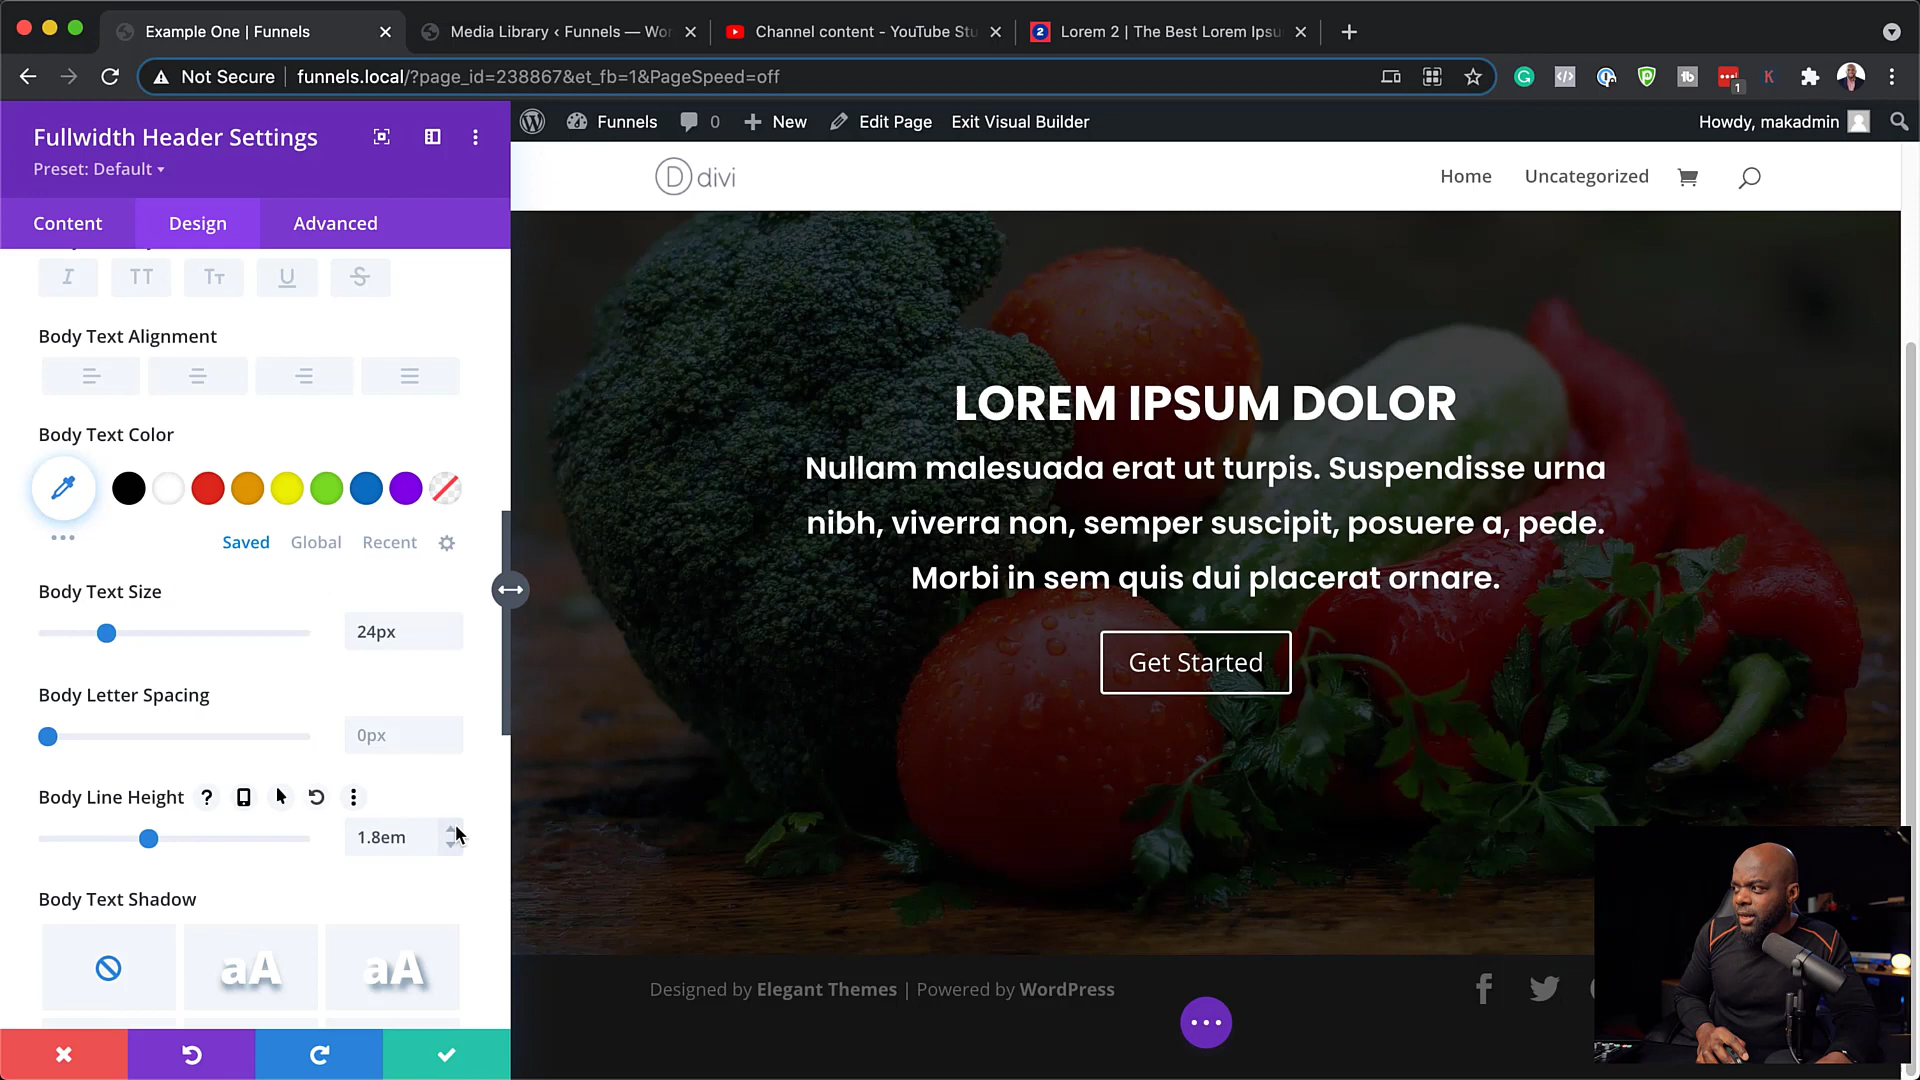 Example One | Funnels
Media Library ‹ Funnels — Wor
Channel content - YouTube Stu
2
Lorem 2 | The Best Lorem Ipsu
Not Secure
funnels.local/?page_id=238867&et_fb=1&PageSpeed=off
1
Fullwidth Header Settings
Preset: Default
Funnels
0
New
Edit Page
Exit Visual Builder
Howdy, makadmin
Content
Design
Advanced
D divi
Home
Uncategorized
I
TT
Tт
U
S
Body Text Alignment
Body Text Color
Saved
Global
Recent
Body Text Size
24px
Body Letter Spacing
0px
Body Line Height
?
1.8em
Body Text Shadow
aA
aA
LOREM IPSUM DOLOR
Nullam malesuada erat ut turpis. Suspendisse urna
nibh, viverra non, semper suscipit, posuere a, pede.
Morbi in sem quis dui placerat ornare.
Get Started
Designed by Elegant Themes | Powered by WordPress